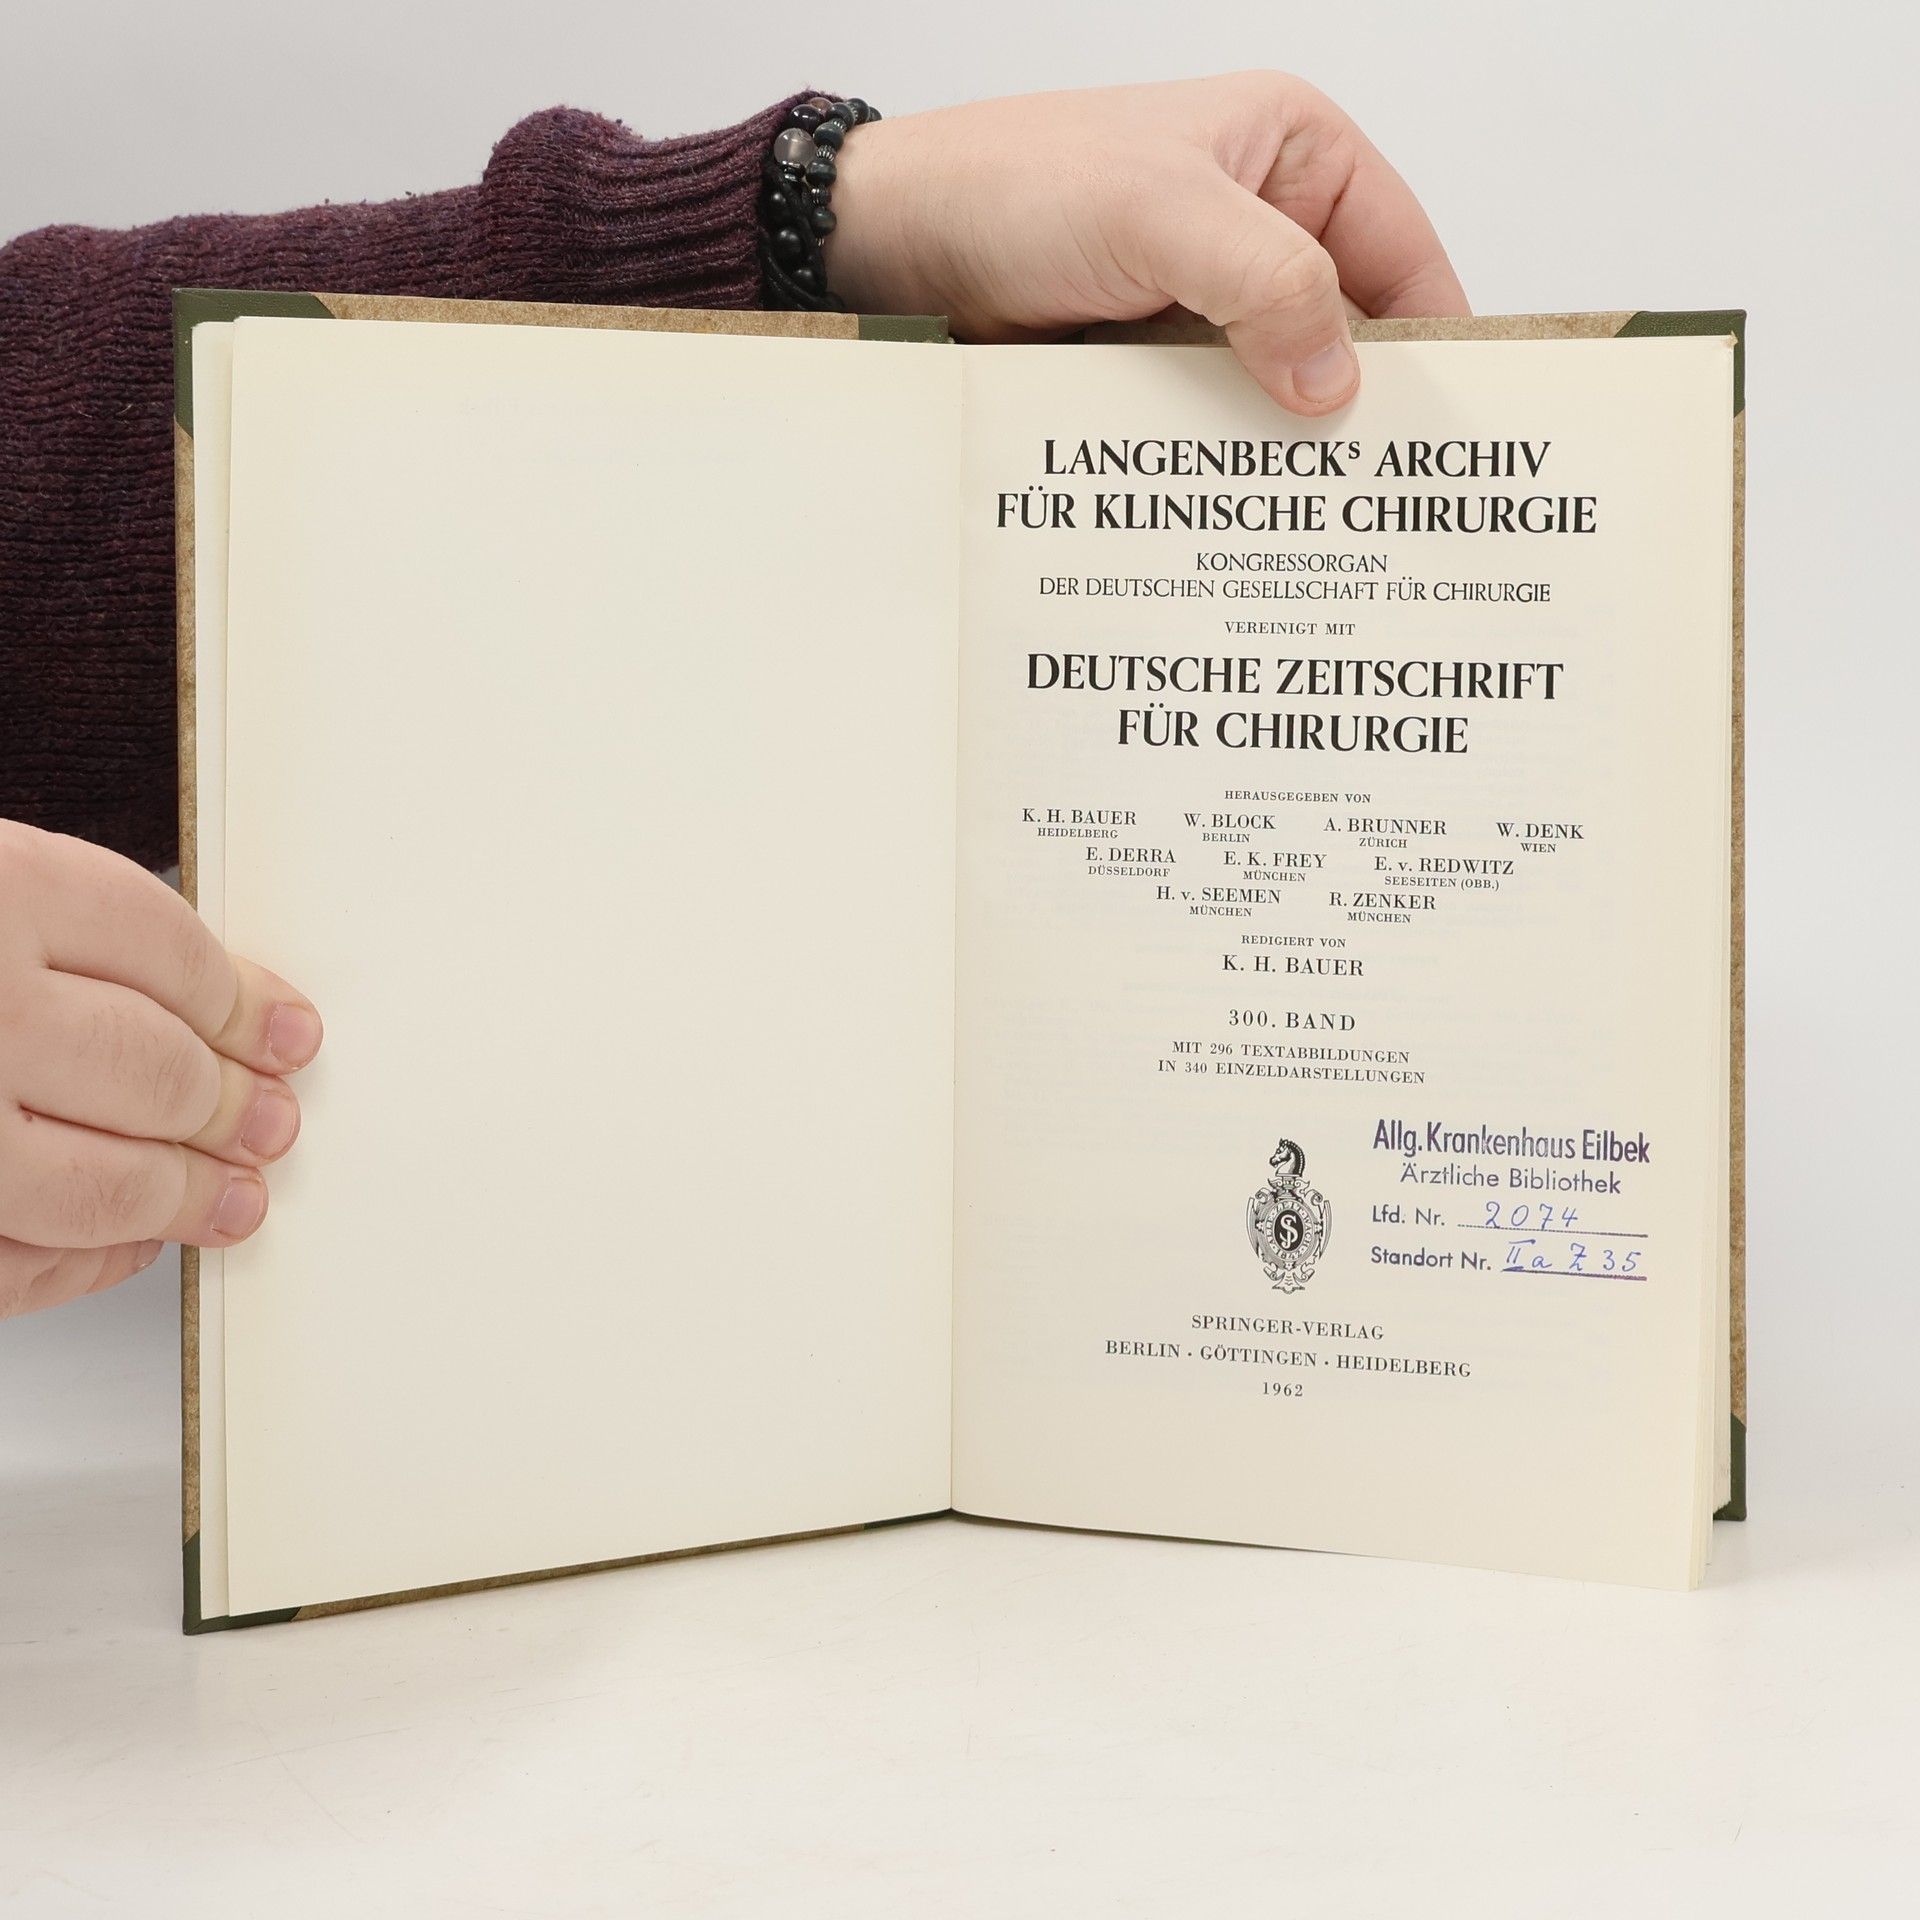 LANGENBECKs ARCHIV
FÜR KLINISCHE CHIRURGIE
KONGRESSORGAN
DER DEUTSCHEN GESELLSCHAFT FÜR CHIRURGIE
VEREINIGT MIT
DEUTSCHE ZEITSCHRIFT
FÜR CHIRURGIE
HERAUSGEGEBEN VON
K. H. BAUER W. BLOCK A. BRUNNER W. DENK
HEIDELBERG BERLIN ZÜRICH WIEN
E. DERRA E. K. FREY E. v. REDWITZ
DÜSSELDORF MÜNCHEN SEESEITEN (OBB.)
H. v. SEEMEN R. ZENKER
MÜNCHEN MÜNCHEN
REDIGIERT VON
K. H. BAUER
300. BAND
MIT 296 TEXTABBILDUNGEN
IN 340 EINZELDARSTELLUNGEN
Allg. Krankenhaus Eilbek
Ärztliche Bibliothek
Lfd. Nr. 2074
Standort Nr. II a Z 35
SPRINGER-VERLAG
BERLIN · GÖTTINGEN · HEIDELBERG
1962